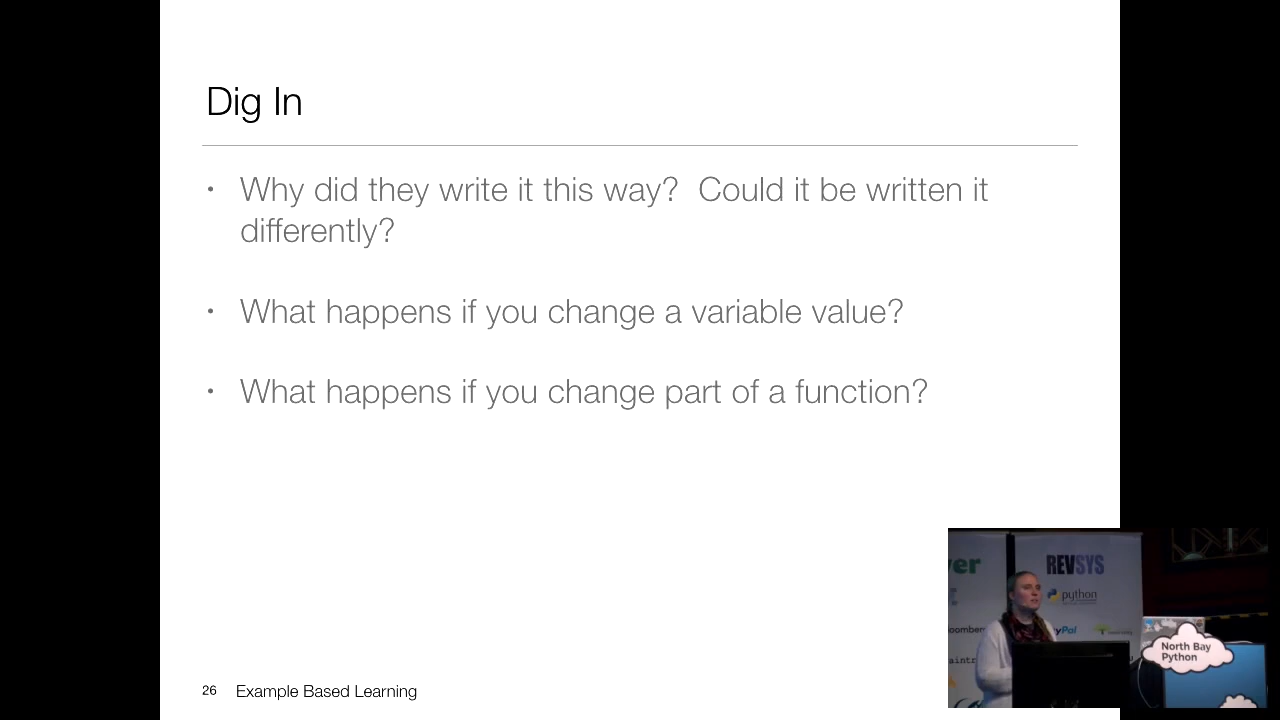 Dig In
• Why did they write it this way?  Could it be written it
differently?
• What happens if you change a variable value?
• What happens if you change part of a function?
26 Example Based Learning
REVSYS
python
North Bay
Python